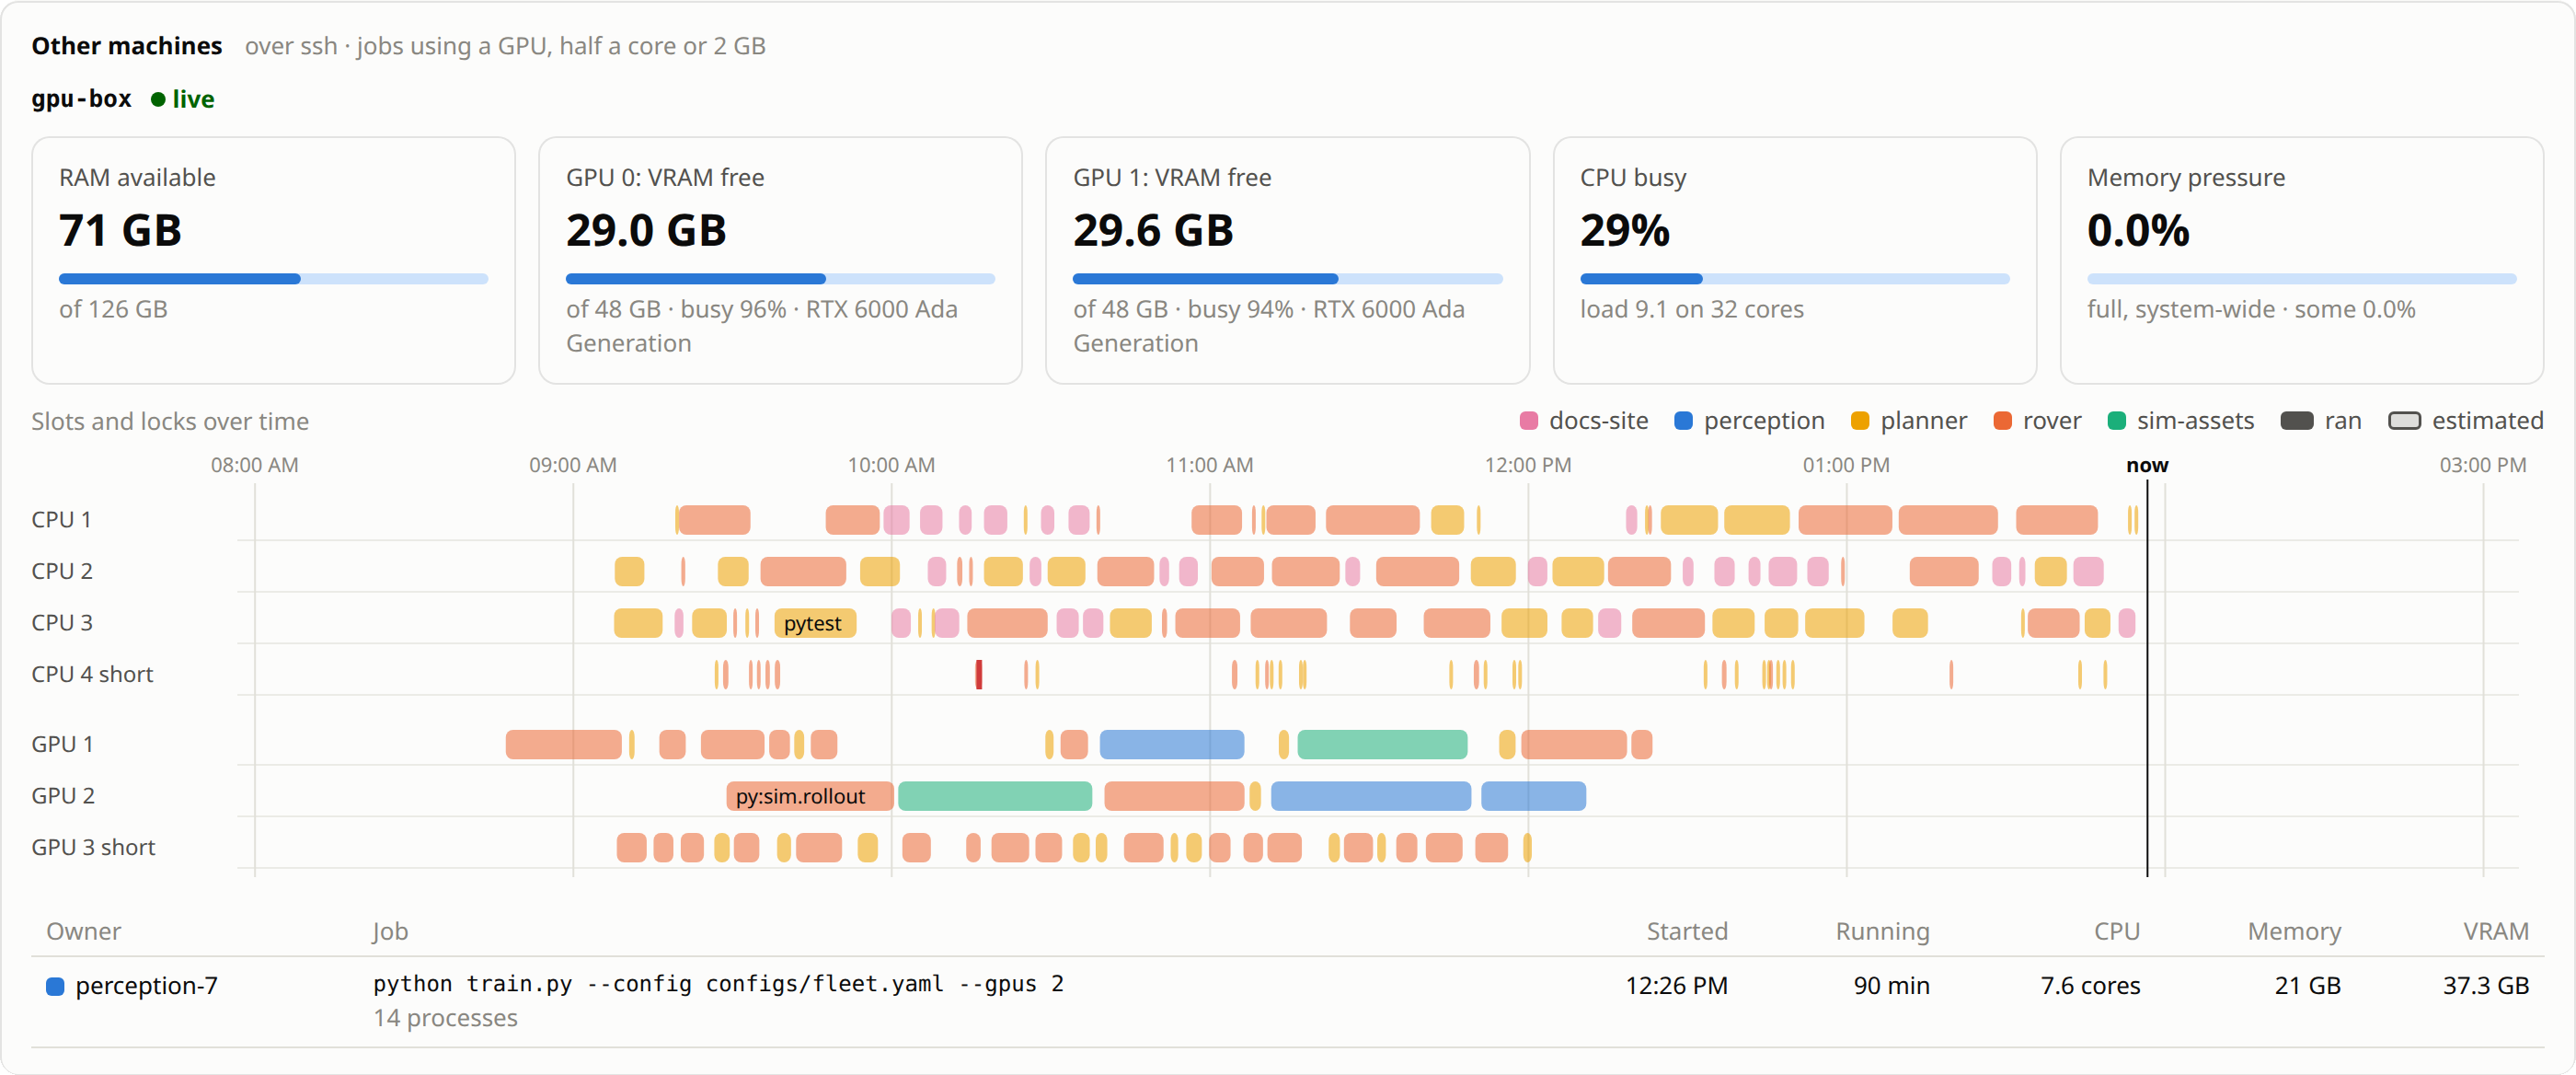 Other machines over ssh · jobs using a GPU, half a core or 2 GB
gpu-box live
RAM available
71 GB
of 126 GB
GPU 0: VRAM free
29.0 GB
of 48 GB · busy 96% · RTX 6000 Ada
Generation
GPU 1: VRAM free
29.6 GB
of 48 GB · busy 94% · RTX 6000 Ada
Generation
CPU busy
29%
load 9.1 on 32 cores
Memory pressure
0.0%
full, system-wide · some 0.0%
Slots and locks over time
docs-site perception planner rover sim-assets ran estimated
08:00 AM 09:00 AM 10:00 AM 11:00 AM 12:00 PM 01:00 PM now 03:00 PM
CPU 1
CPU 2
CPU 3 pytest
CPU 4 short
GPU 1
GPU 2 py:sim.rollout
GPU 3 short
Owner Job Started Running CPU Memory VRAM
perception-7 python train.py --config configs/fleet.yaml --gpus 2 12:26 PM 90 min 7.6 cores 21 GB 37.3 GB
14 processes